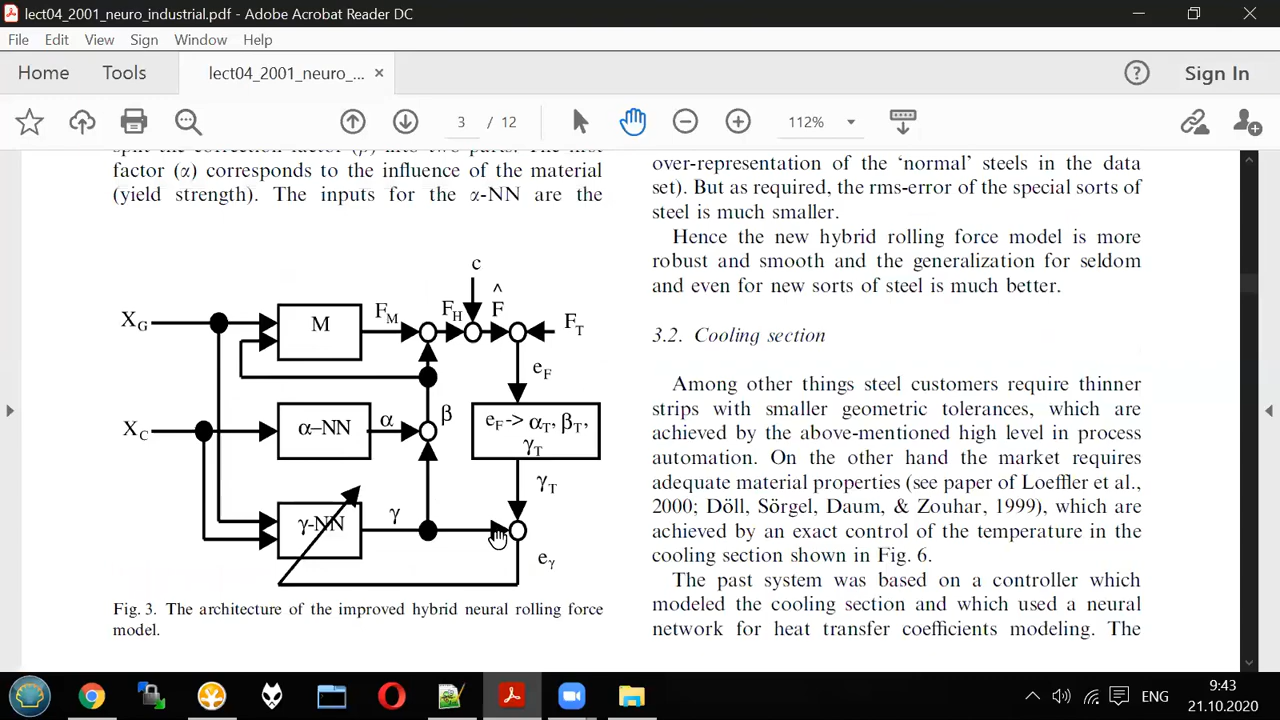 lect04_2001_neuro_industrial.pdf - Adobe Acrobat Reader DC
File Edit View Sign Window Help
Home Tools lect04_2001_neuro_... × Sign In
3 / 12 112%
split the correction factor (β) into two parts. The first
factor (α) corresponds to the influence of the material
(yield strength). The inputs for the α-NN are the
c
X_G M F_M F_H F̂ F_T
e_F
X_C α–NN α β e_F-> α_T, β_T,
γ_T
γ_T
γ-NN γ
e_γ
Fig. 3. The architecture of the improved hybrid neural rolling force
model.
over-representation of the ‘normal’ steels in the data
set). But as required, the rms-error of the special sorts of
steel is much smaller.
Hence the new hybrid rolling force model is more
robust and smooth and the generalization for seldom
and even for new sorts of steel is much better.
3.2. Cooling section
Among other things steel customers require thinner
strips with smaller geometric tolerances, which are
achieved by the above-mentioned high level in process
automation. On the other hand the market requires
adequate material properties (see paper of Loeffler et al.,
2000; Döll, Sörgel, Daum, & Zouhar, 1999), which are
achieved by an exact control of the temperature in the
cooling section shown in Fig. 6.
The past system was based on a controller which
modeled the cooling section and which used a neural
network for heat transfer coefficients modeling. The
ENG
9:43
21.10.2020